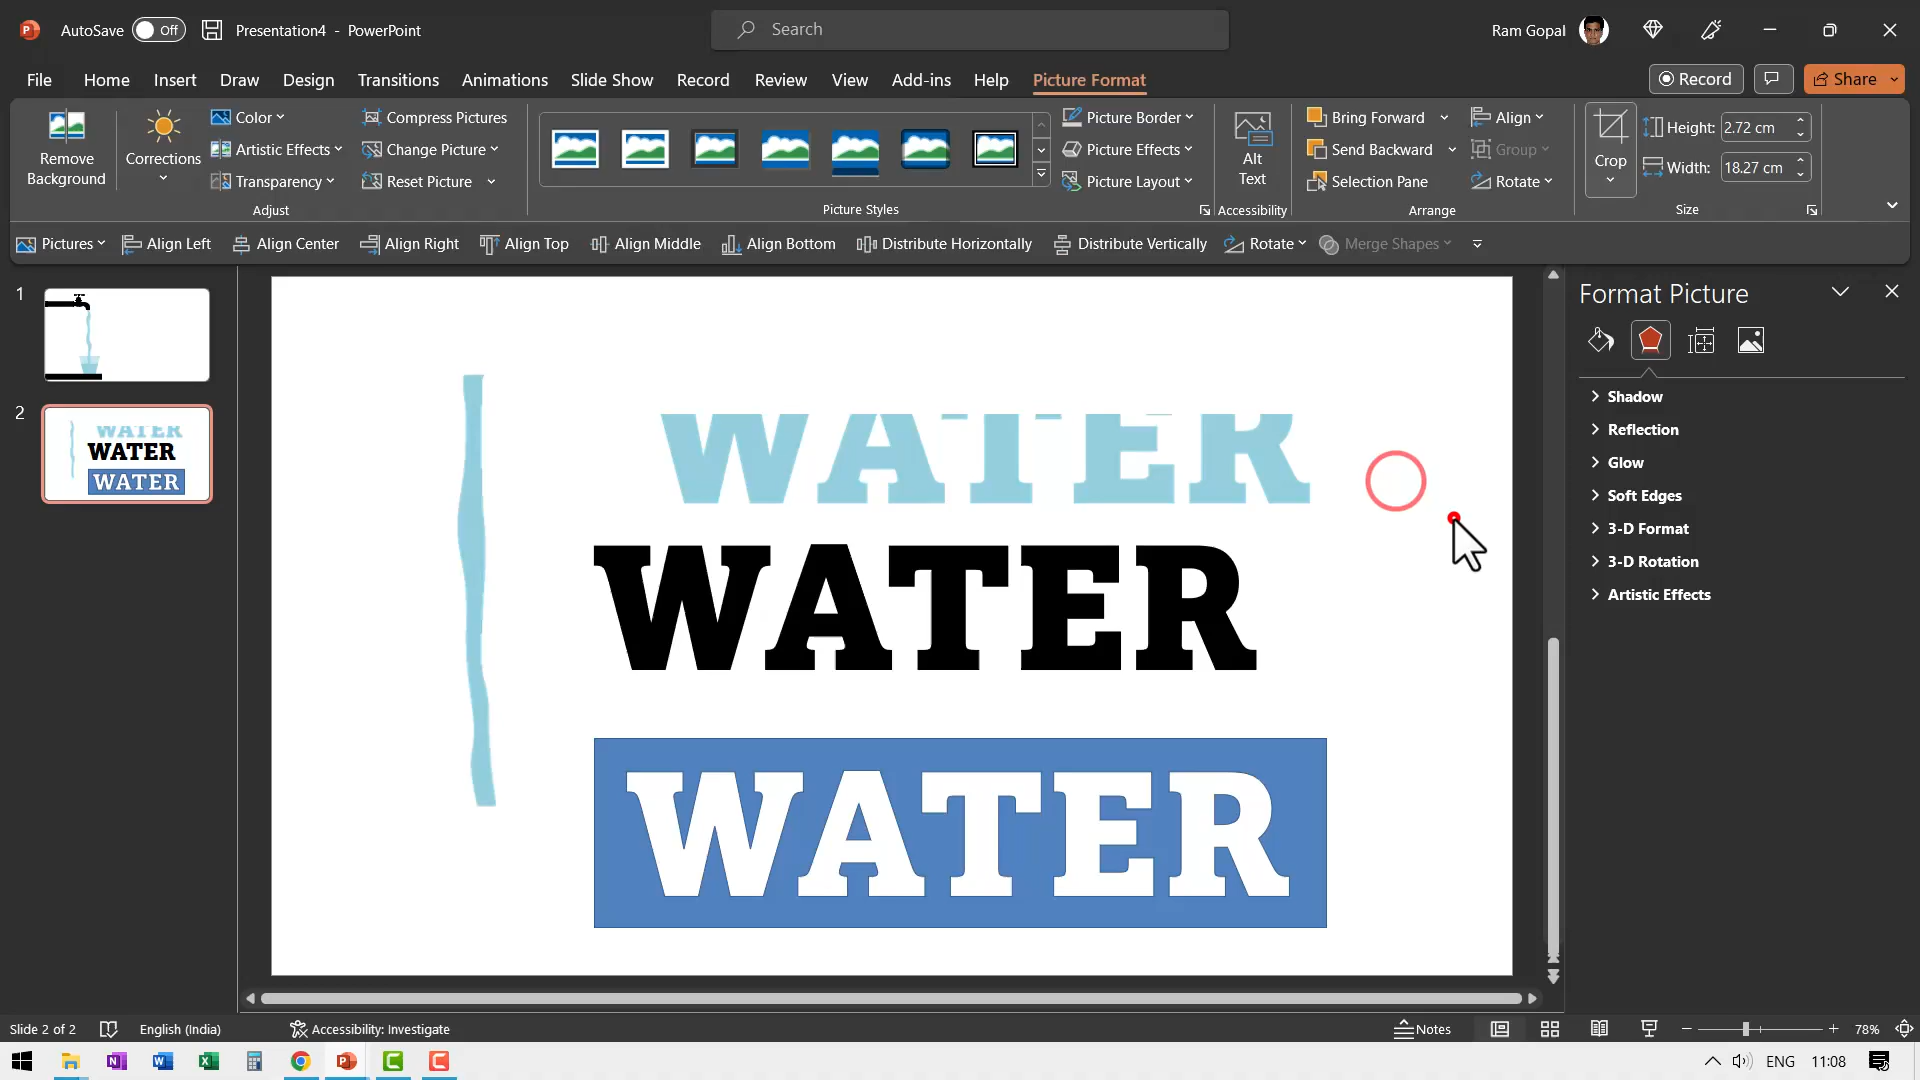 AutoSave Off Presentation4 - PowerPoint Search Ram Gopal
File Home Insert Draw Design Transitions Animations Slide Show Record Review View Add-ins Help Picture Format Record Share
Remove Background
Corrections
Color
Artistic Effects
Transparency
Compress Pictures
Change Picture
Reset Picture
Adjust
Picture Styles
Picture Border
Picture Effects
Picture Layout
Alt Text
Accessibility
Bring Forward
Send Backward
Selection Pane
Align
Group
Rotate
Arrange
Crop
Height: 2.72 cm
Width: 18.27 cm
Size
Pictures Align Left Align Center Align Right Align Top Align Middle Align Bottom Distribute Horizontally Distribute Vertically Rotate Merge Shapes
1
2
WATER
WATER
WATER
WATER
WATER
WATER
Format Picture
Shadow
Reflection
Glow
Soft Edges
3-D Format
3-D Rotation
Artistic Effects
Slide 2 of 2 English (India) Accessibility: Investigate Notes 78%
ENG 11:08